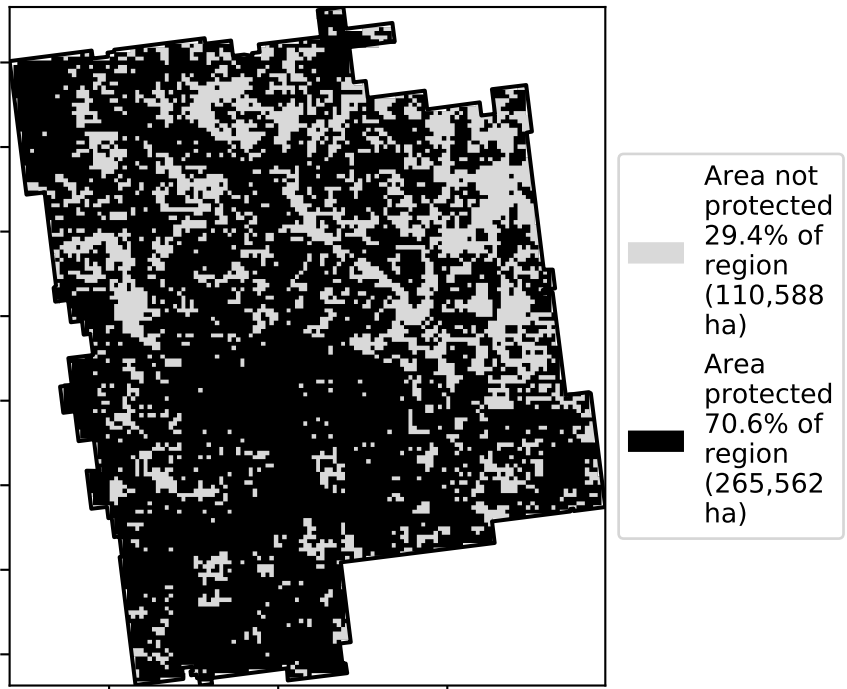 Area not
protected
29.4% of
region
(110,588
ha)
Area
protected
70.6% of
region
(265,562
ha)